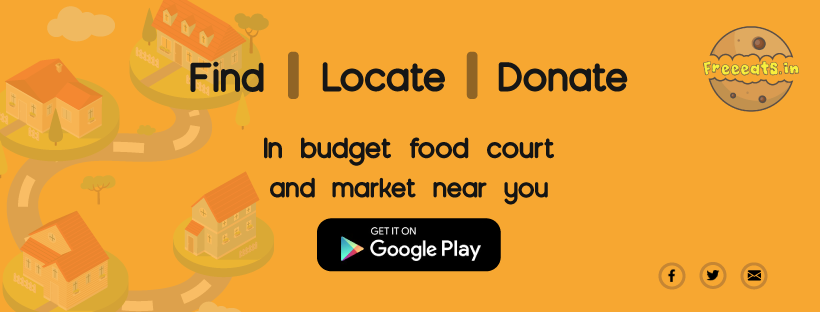 Find | Locate | Donate
Freeeats.in
In budget food court
and market near you
GET IT ON
Google Play